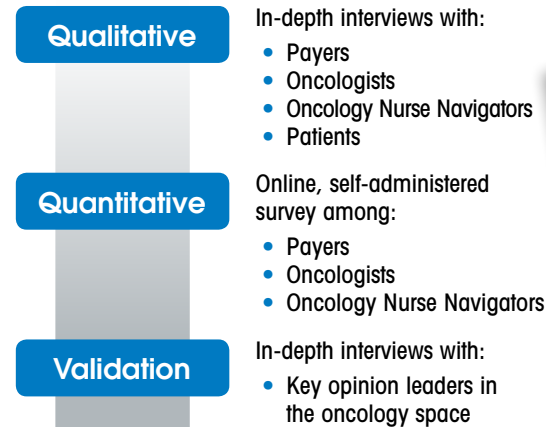 Qualitative
In-depth interviews with:
• Payers
• Oncologists
• Oncology Nurse Navigators
• Patients
Quantitative
Online, self-administered
survey among:
• Payers
• Oncologists
• Oncology Nurse Navigators
Validation
In-depth interviews with:
• Key opinion leaders in
the oncology space